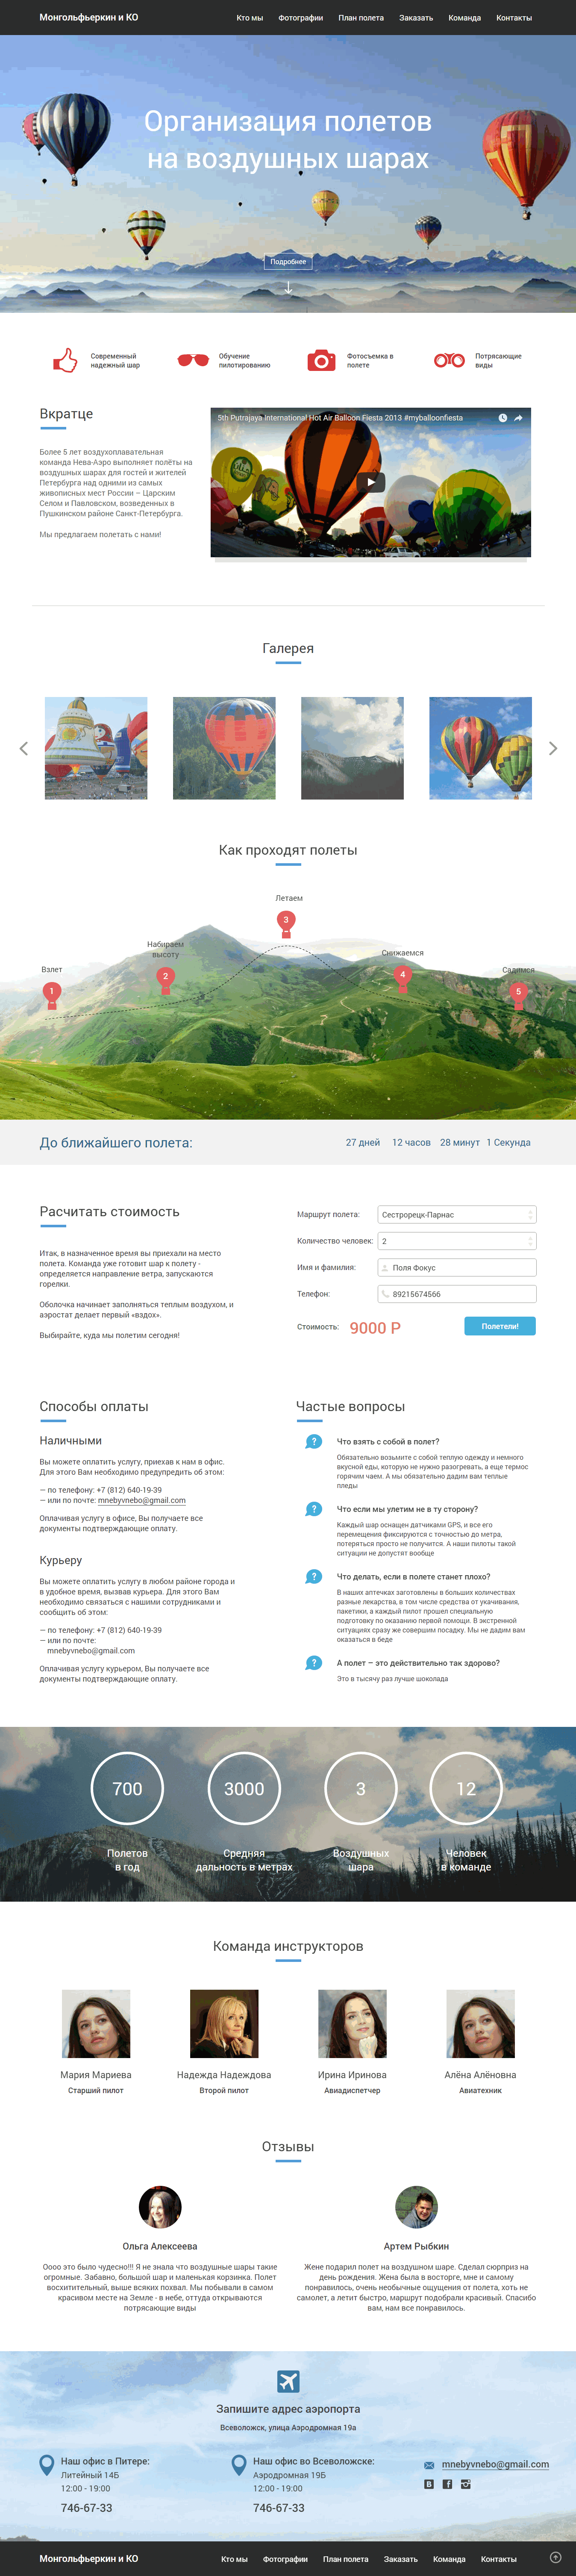 Монгольфьеркин и КО
Кто мы Фотографии План полета Заказать Команда Контакты
Организация полетов
на воздушных шарах
Подробнее
Современный
надежный шар
Обучение
пилотированию
Фотосъемка в
полете
Потрясающие
виды
Вкратце
Более 5 лет воздухоплавательная
команда Нева-Аэро выполняет полёты на
воздушных шарах для гостей и жителей
Петербурга над одними из самых
живописных мест России – Царским
Селом и Павловском, возведенных в
Пушкинском районе Санкт-Петербурга.
Мы предлагаем полетать с нами!
5th Putrajaya International Hot Air Balloon Fiesta 2013 #myballoonfiesta
Галерея
Как проходят полеты
Летаем
3
Набираем
высоту
2
Снижаемся
4
Взлет
1
Садимся
5
До ближайшего полета:
27 дней 12 часов 28 минут 1 Секунда
Расчитать стоимость
Итак, в назначенное время вы приехали на место
полета. Команда уже готовит шар к полету -
определяется направление ветра, запускаются
горелки.
Оболочка начинает заполняться теплым воздухом, и
аэростат делает первый «вздох».
Выбирайте, куда мы полетим сегодня!
Маршрут полета: Сестрорецк-Парнас
Количество человек: 2
Имя и фамилия: Поля Фокус
Телефон: 89215674566
Стоимость: 9000 Р
Полетели!
Способы оплаты
Наличными
Вы можете оплатить услугу, приехав к нам в офис.
Для этого Вам необходимо предупредить об этом:
— по телефону: +7 (812) 640-19-39
— или по почте: mnebyvnebo@gmail.com
Оплачивая услугу в офисе, Вы получаете все
документы подтверждающие оплату.
Курьеру
Вы можете оплатить услугу в любом районе города и
в удобное время, вызвав курьера. Для этого Вам
необходимо связаться с нашими сотрудниками и
сообщить об этом:
— по телефону: +7 (812) 640-19-39
— или по почте:
mnebyvnebo@gmail.com
Оплачивая услугу курьером, Вы получаете все
документы подтверждающие оплату.
Частые вопросы
? Что взять с собой в полет?
Обязательно возьмите с собой теплую одежду и немного
вкусной еды, которую не нужно разогревать, а еще термос
горячим чаем. А мы обязательно дадим вам теплые
пледы
? Что если мы улетим не в ту сторону?
Каждый шар оснащен датчиками GPS, и все его
перемещения фиксируются с точностью до метра,
потеряться просто не получится. А наши пилоты такой
ситуации не допустят вообще
? Что делать, если в полете станет плохо?
В наших аптечках заготовлены в больших количествах
разные лекарства, в том числе средства от укачивания,
пакетики, а каждый пилот прошел специальную
подготовку по оказанию первой помощи. В экстренной
ситуациях сразу же совершим посадку. Мы не дадим вам
оказаться в беде
? А полет – это действительно так здорово?
Это в тысячу раз лучше шоколада
700 3000 3 12
Полетов
в год
Средняя
дальность в метрах
Воздушных
шара
Человек
в команде
Команда инструкторов
Мария Мариева
Старший пилот
Надежда Надеждова
Второй пилот
Ирина Иринова
Авиадиспетчер
Алёна Алёновна
Авиатехник
Отзывы
Ольга Алексеева
Оооо это было чудесно!!! Я не знала что воздушные шары такие
огромные. Забавно, большой шар и маленькая корзинка. Полет
восхитительный, выше всяких похвал. Мы побывали в самом
красивом месте на Земле - в небе, оттуда открываются
потрясающие виды
Артем Рыбкин
Жене подарил полет на воздушном шаре. Сделал сюрприз на
день рождения. Жена была в восторге, мне и самому
понравилось, очень необычные ощущения от полета, хоть не
самолет, а летит быстро, маршрут подобрали красивый. Спасибо
вам, нам все понравилось.
Запишите адрес аэропорта
Всеволожск, улица Аэродромная 19а
Наш офис в Питере:
Литейный 14Б
12:00 - 19:00
746-67-33
Наш офис во Всеволожске:
Аэродромная 19Б
12:00 - 19:00
746-67-33
mnebyvnebo@gmail.com
Монгольфьеркин и КО
Кто мы Фотографии План полета Заказать Команда Контакты